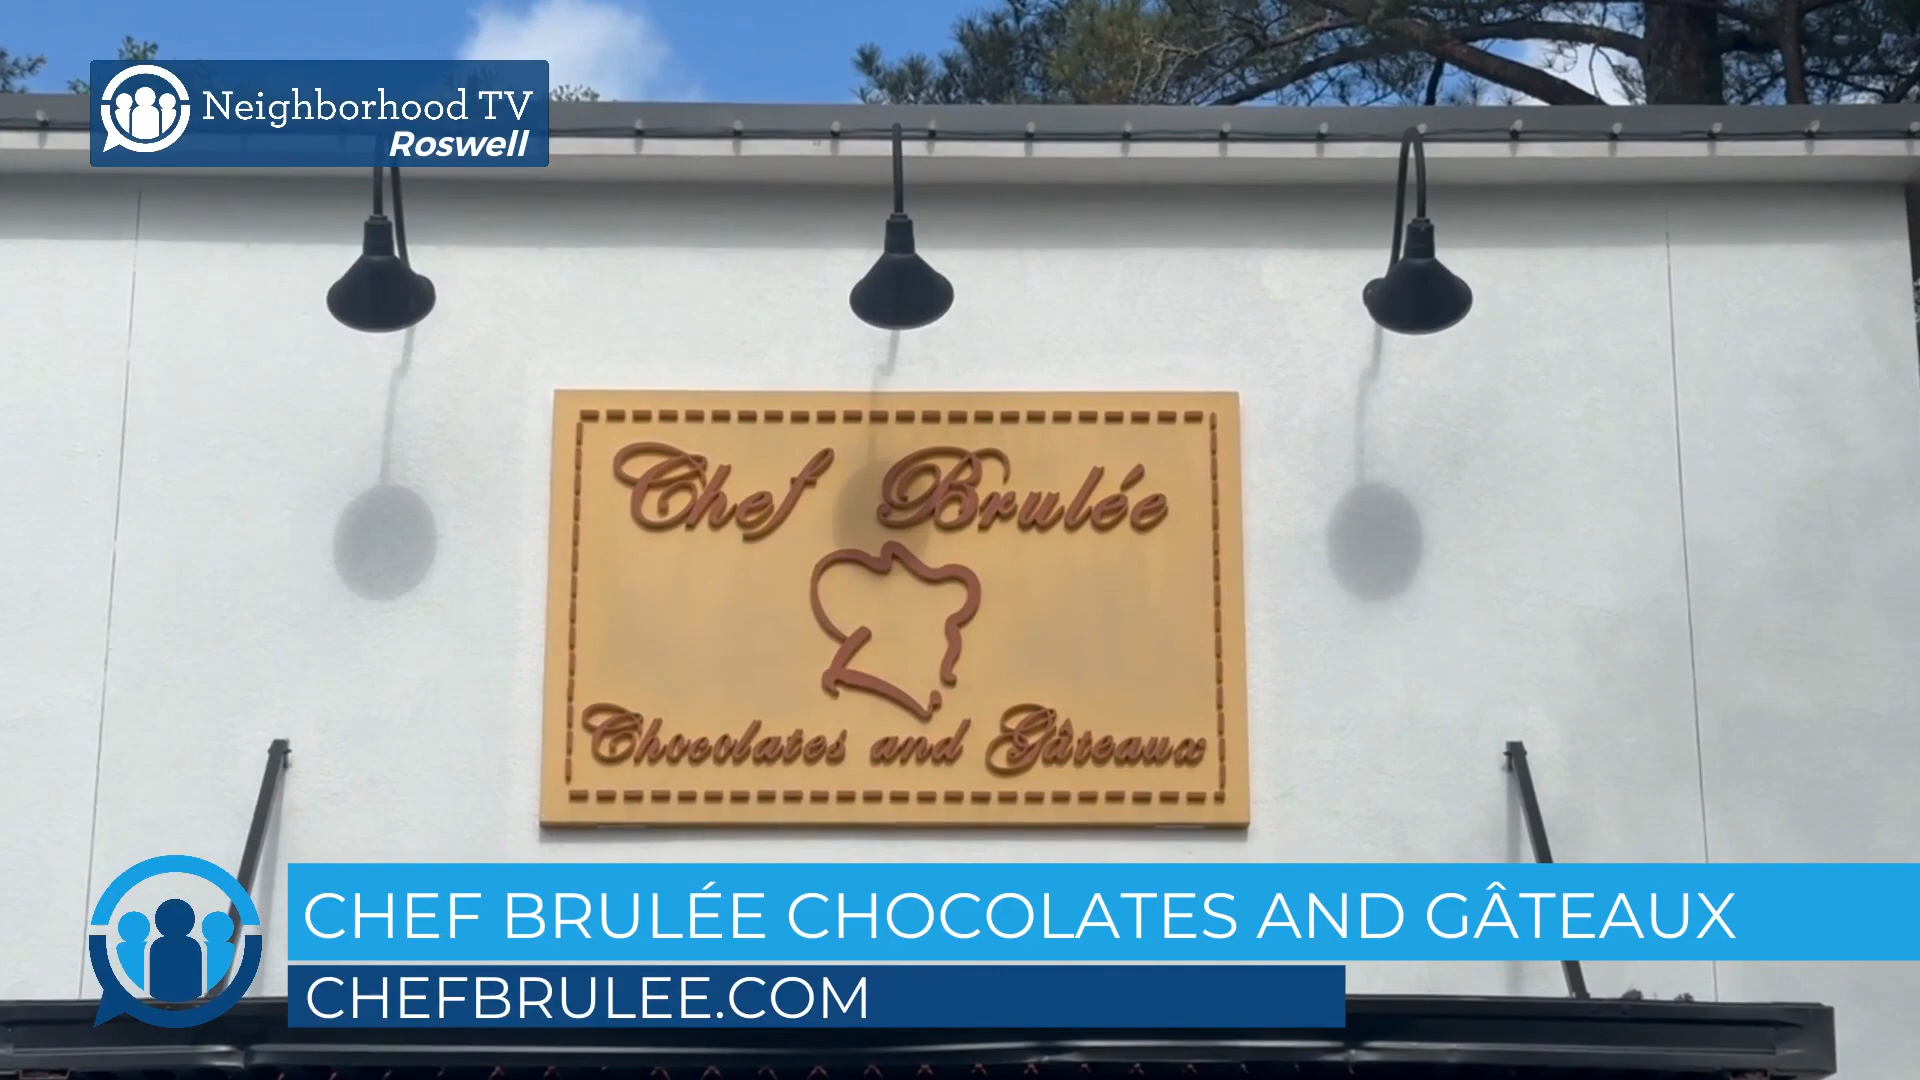 Neighborhood TV
Roswell
Chef Brulée
Chocolates and Gâteaux
CHEF BRULÉE CHOCOLATES AND GÂTEAUX
CHEFBRULEE.COM